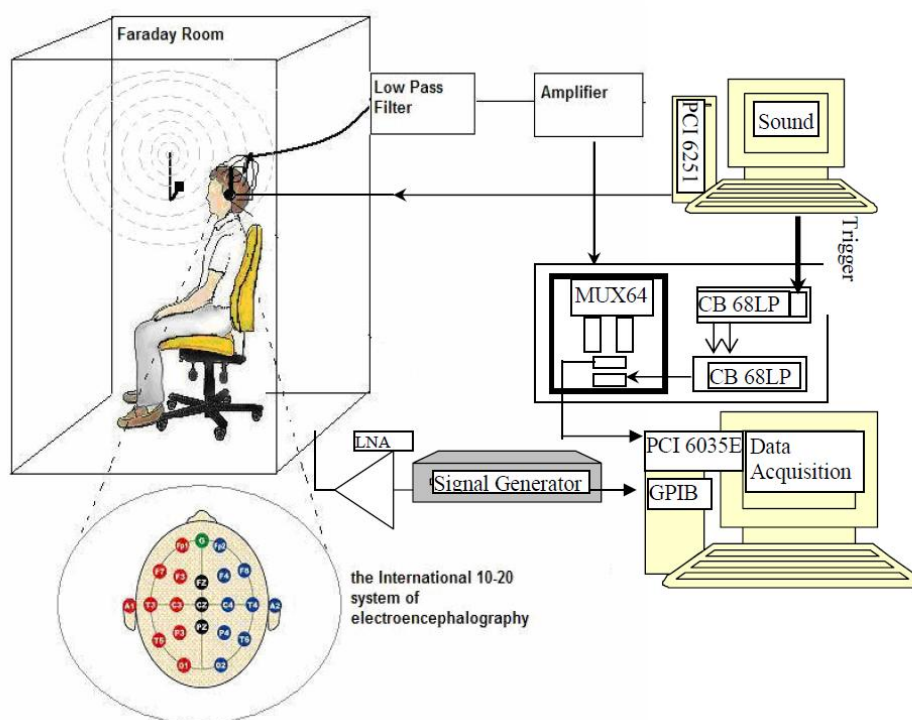 Faraday Room
Low Pass
Filter
Amplifier
PCI 6251
Sound
Trigger
MUX64
CB 68LP
CB 68LP
LNA
Signal Generator
PCI 6035E
GPIB
Data
Acquisition
Fp1 G Fp2
F7 F3 FZ F4 F8
A1 T3 C3 CZ C4 T4 A2
T5 P3 PZ P4 T6
O1 O2
the International 10-20
system of
electroencephalography